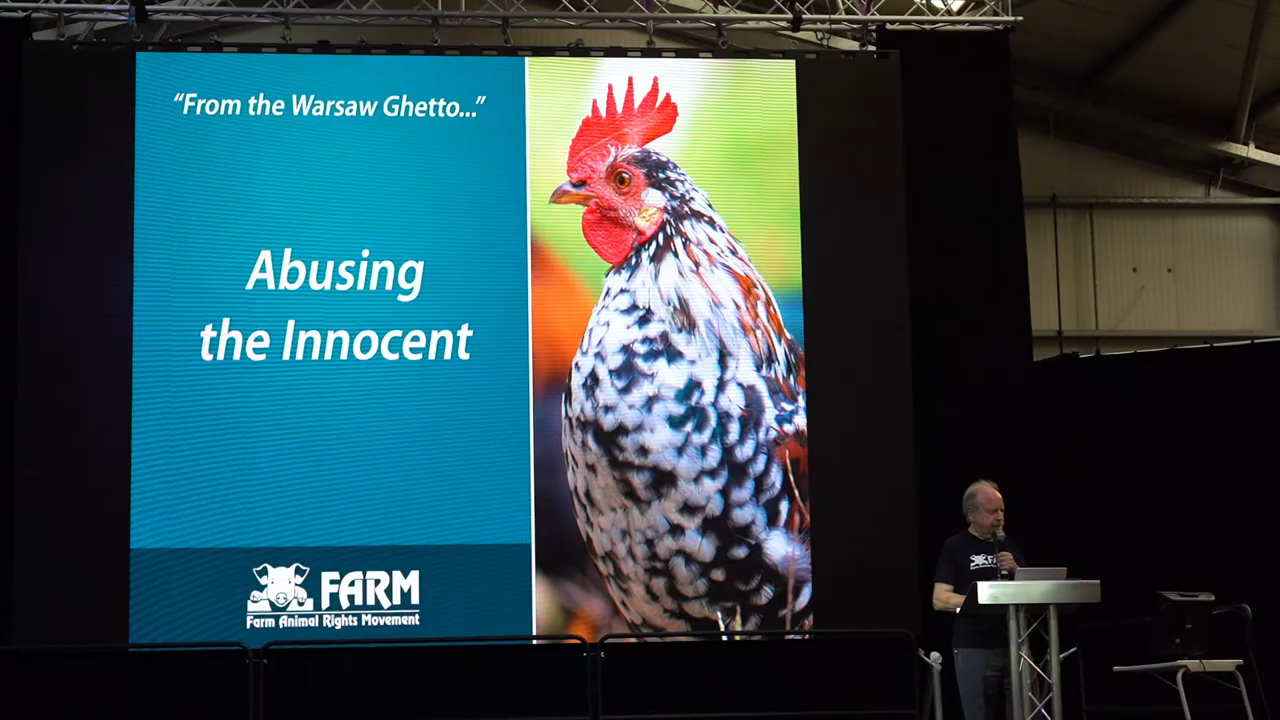 “From the Warsaw Ghetto...”
Abusing
the Innocent
FARM
Farm Animal Rights Movement